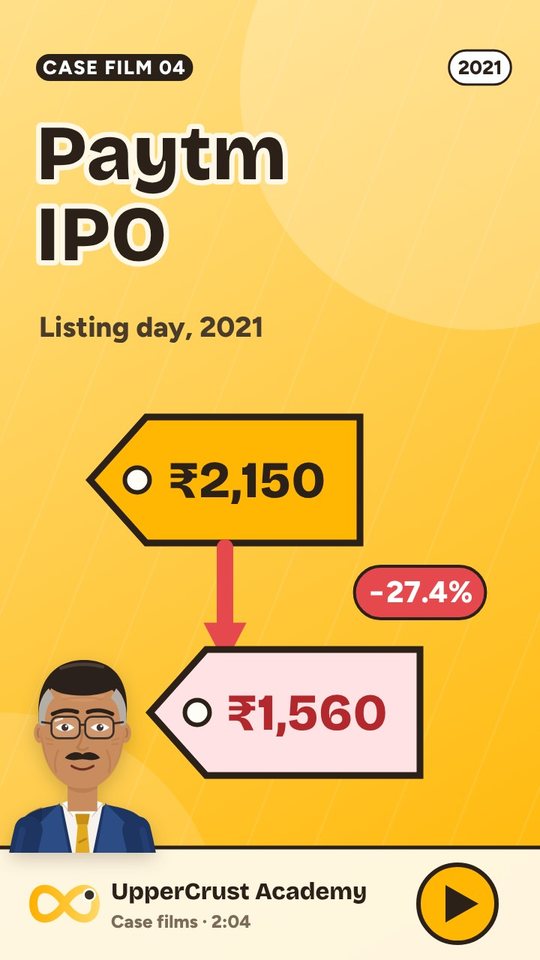 CASE FILM 04
2021
Paytm
IPO
Listing day, 2021
₹2,150
-27.4%
₹1,560
UpperCrust Academy
Case films · 2:04